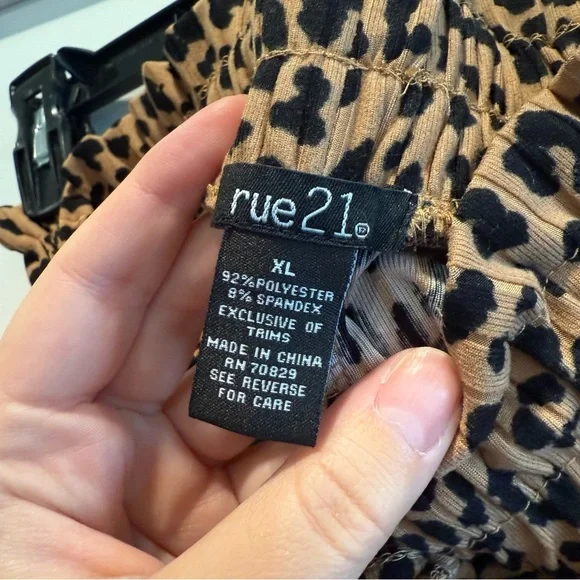 rue21®
XL
92% POLYESTER
8% SPANDEX
EXCLUSIVE OF
TRIMS
MADE IN CHINA
RN 70829
SEE REVERSE
FOR CARE